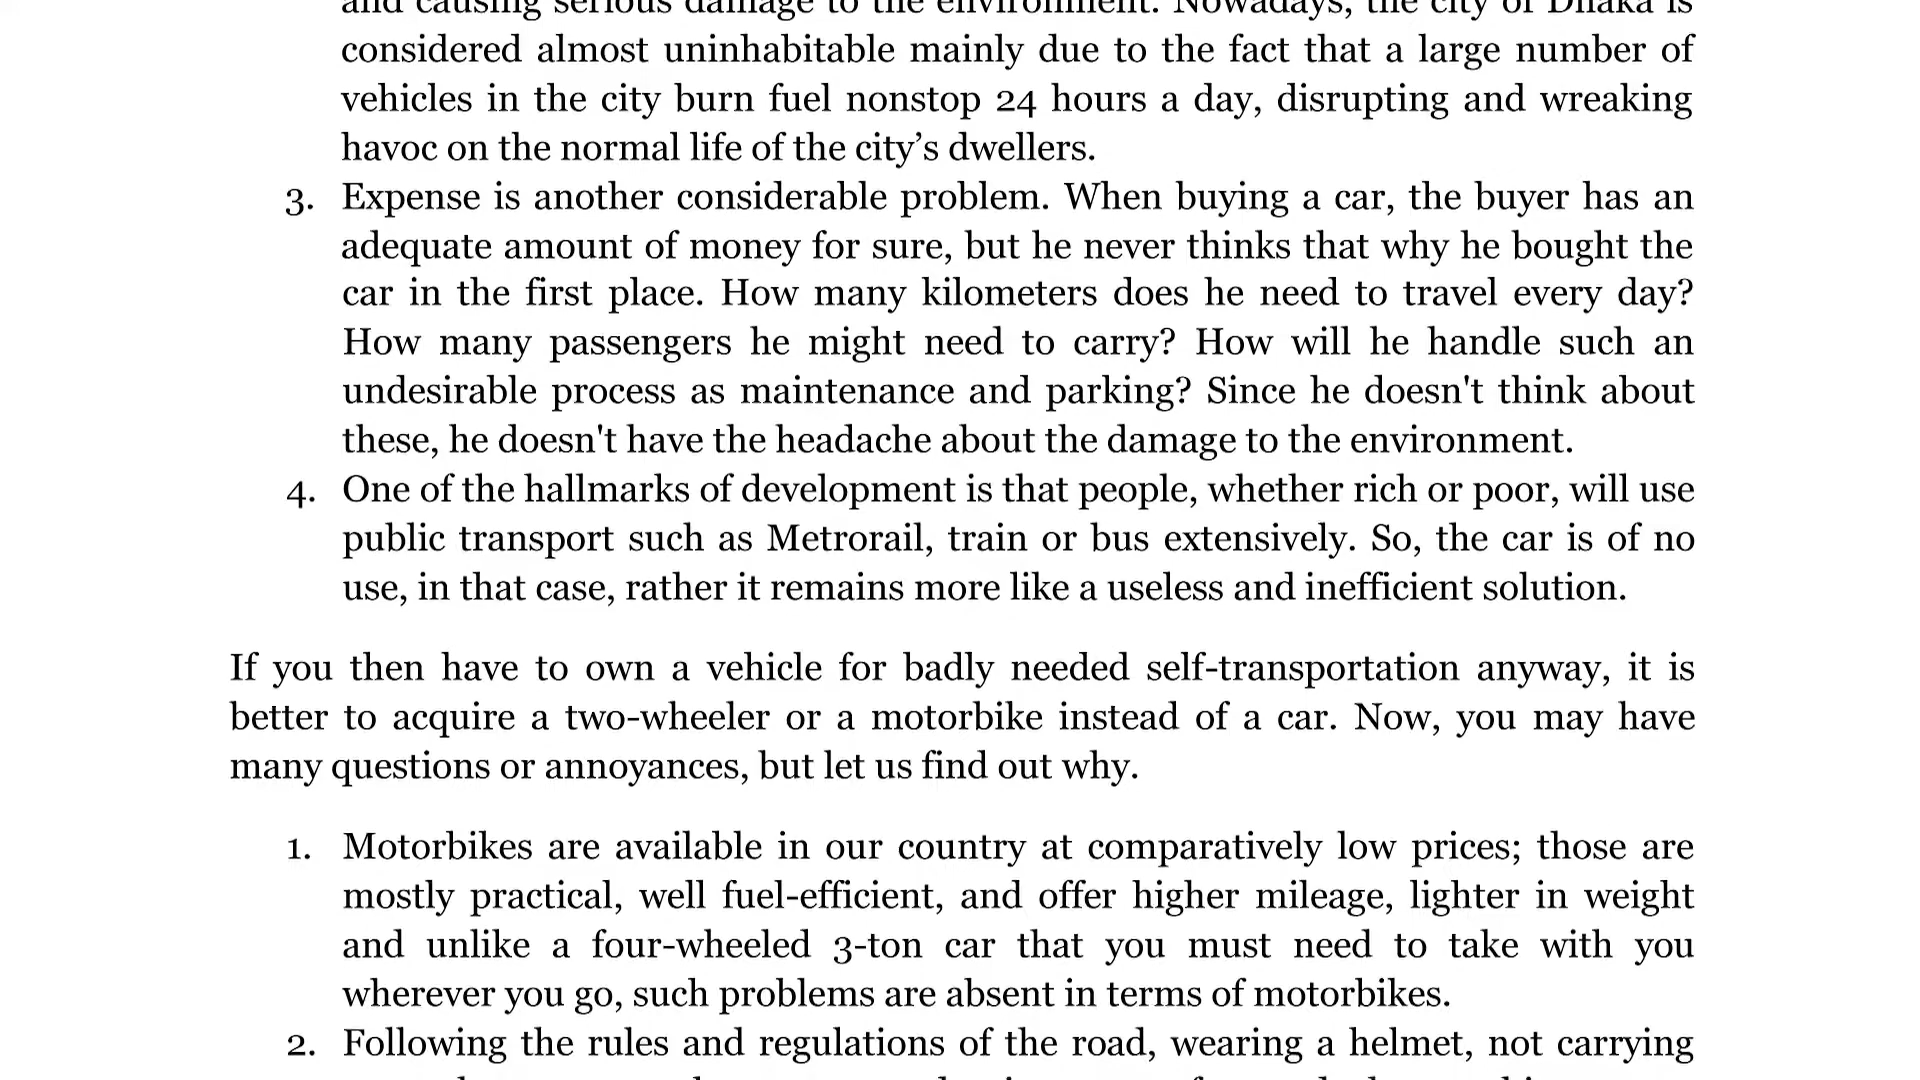 and causing serious damage to the environment. Nowadays, the city of Dhaka is
considered almost uninhabitable mainly due to the fact that a large number of
vehicles in the city burn fuel nonstop 24 hours a day, disrupting and wreaking
havoc on the normal life of the city’s dwellers.
3. Expense is another considerable problem. When buying a car, the buyer has an
adequate amount of money for sure, but he never thinks that why he bought the
car in the first place. How many kilometers does he need to travel every day?
How many passengers he might need to carry? How will he handle such an
undesirable process as maintenance and parking? Since he doesn't think about
these, he doesn't have the headache about the damage to the environment.
4. One of the hallmarks of development is that people, whether rich or poor, will use
public transport such as Metrorail, train or bus extensively. So, the car is of no
use, in that case, rather it remains more like a useless and inefficient solution.
If you then have to own a vehicle for badly needed self-transportation anyway, it is
better to acquire a two-wheeler or a motorbike instead of a car. Now, you may have
many questions or annoyances, but let us find out why.
1. Motorbikes are available in our country at comparatively low prices; those are
mostly practical, well fuel-efficient, and offer higher mileage, lighter in weight
and unlike a four-wheeled 3-ton car that you must need to take with you
wherever you go, such problems are absent in terms of motorbikes.
2. Following the rules and regulations of the road, wearing a helmet, not carrying